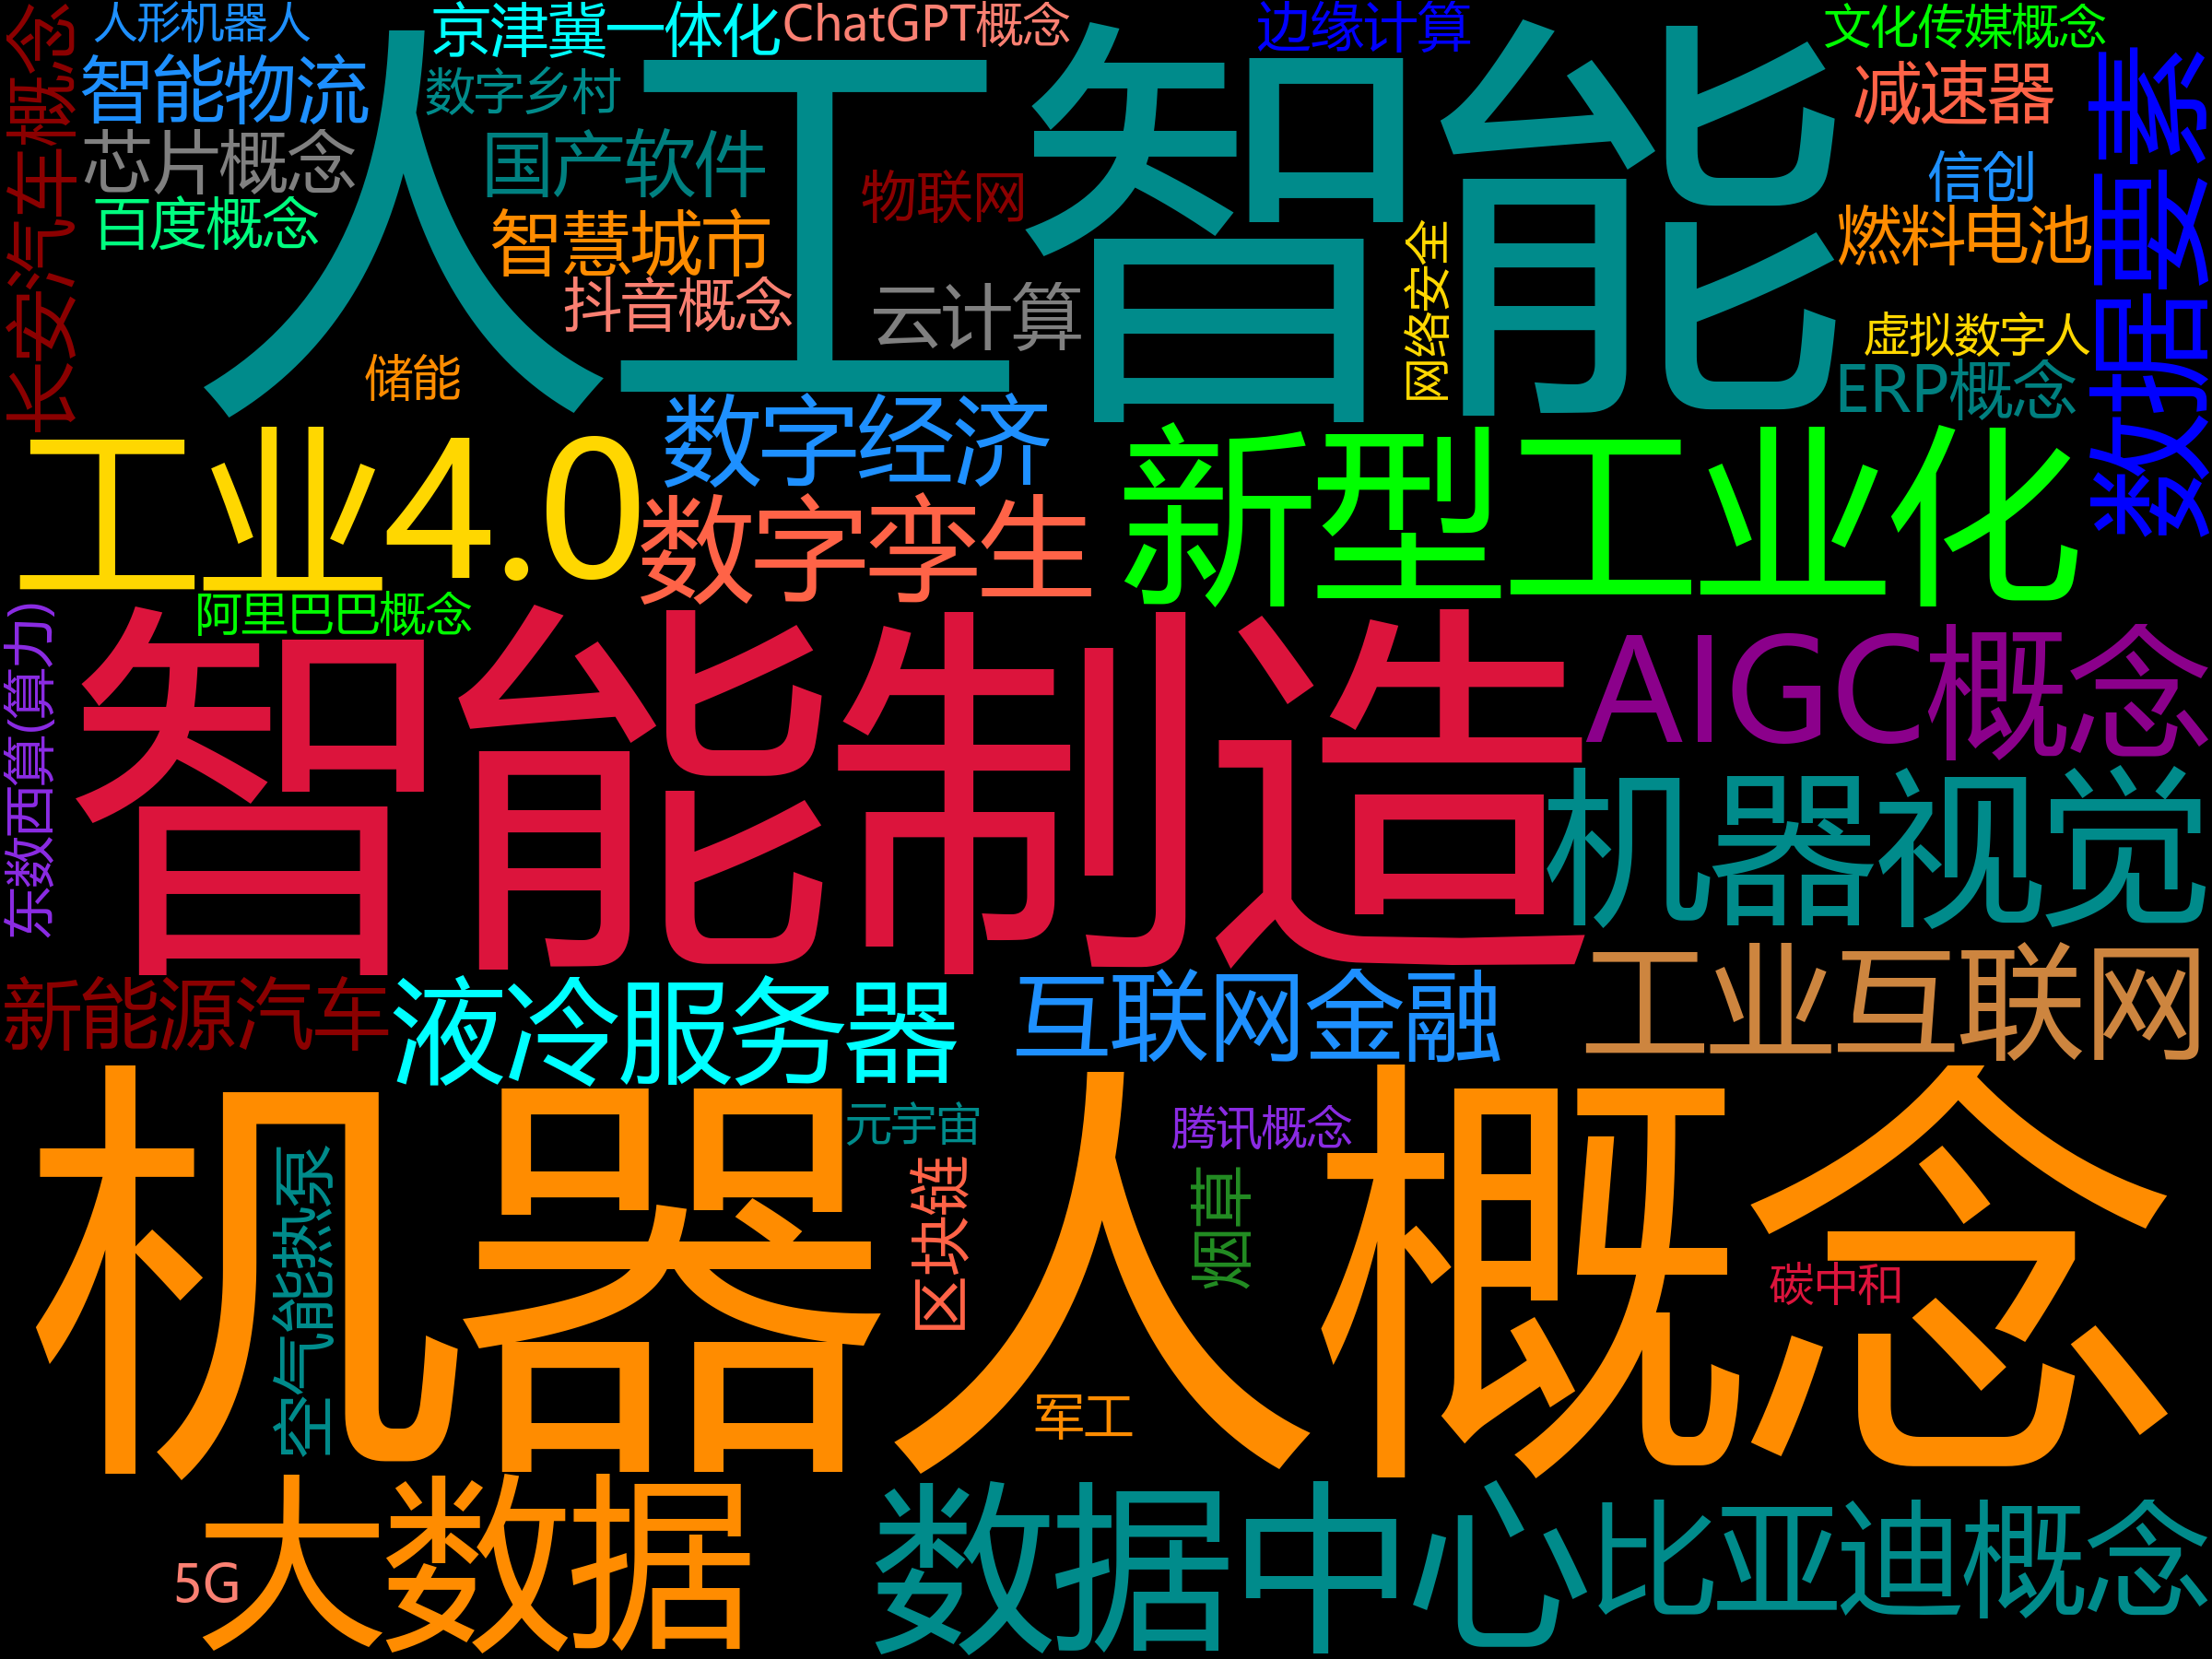 人形机器人
京津冀一体化
ChatGPT概念
边缘计算
文化传媒概念
人工智能
智能物流
数字乡村
减速器
长安汽车概念
芯片概念
国产软件
物联网
信创
数据要素
百度概念
智慧城市
网络安全
燃料电池
抖音概念
云计算
虚拟数字人
储能
ERP概念
数字经济
工业4.0
新型工业化
数字孪生
阿里巴巴概念
东数西算(算力)
智能制造
AIGC概念
机器视觉
工业互联网
新能原汽车
液冷服务器
互联网金融
机器人概念
元宇宙
腾讯概念
空气能热泵
区块链
烟草
碳中和
军工
大数据
5G
数据中心
比亚迪概念